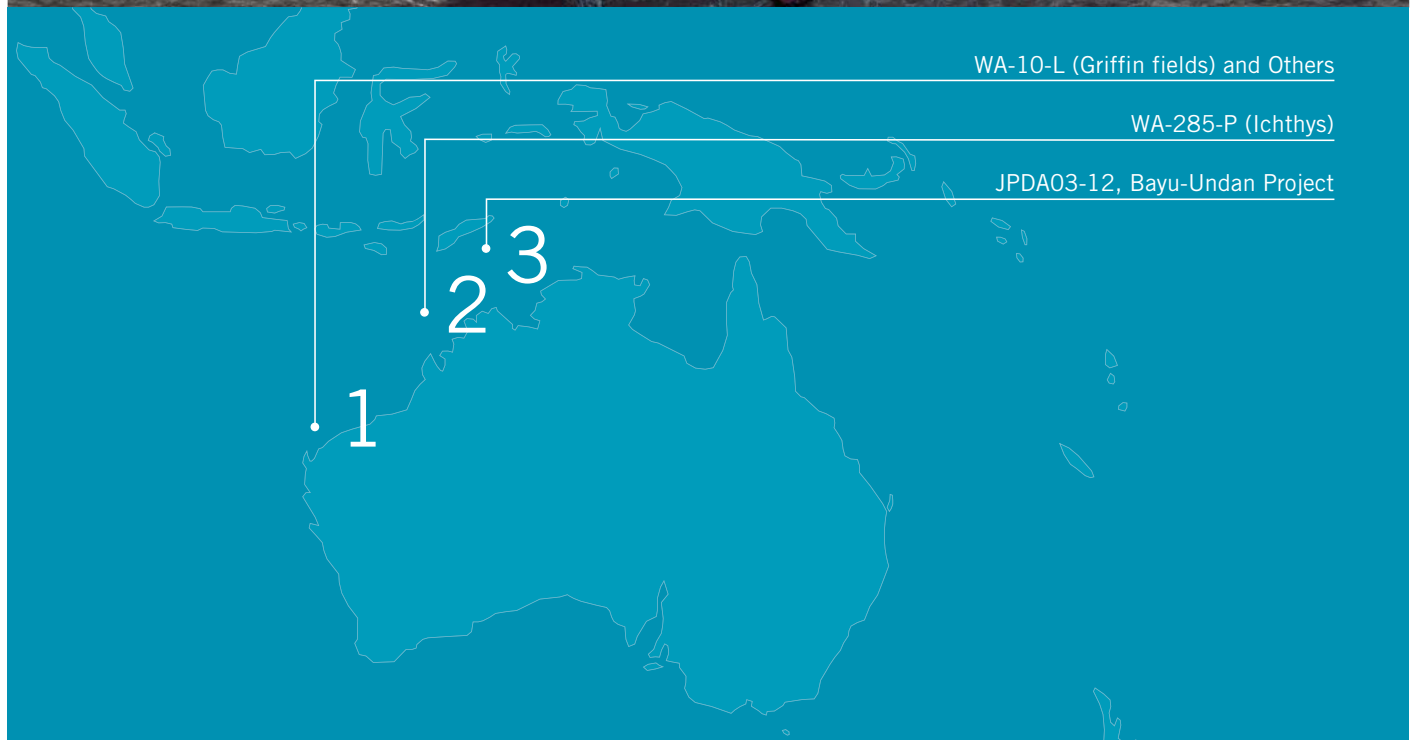 WA-10-L (Griffin fields) and Others
WA-285-P (Ichthys)
JPDA03-12, Bayu-Undan Project
3
2
1